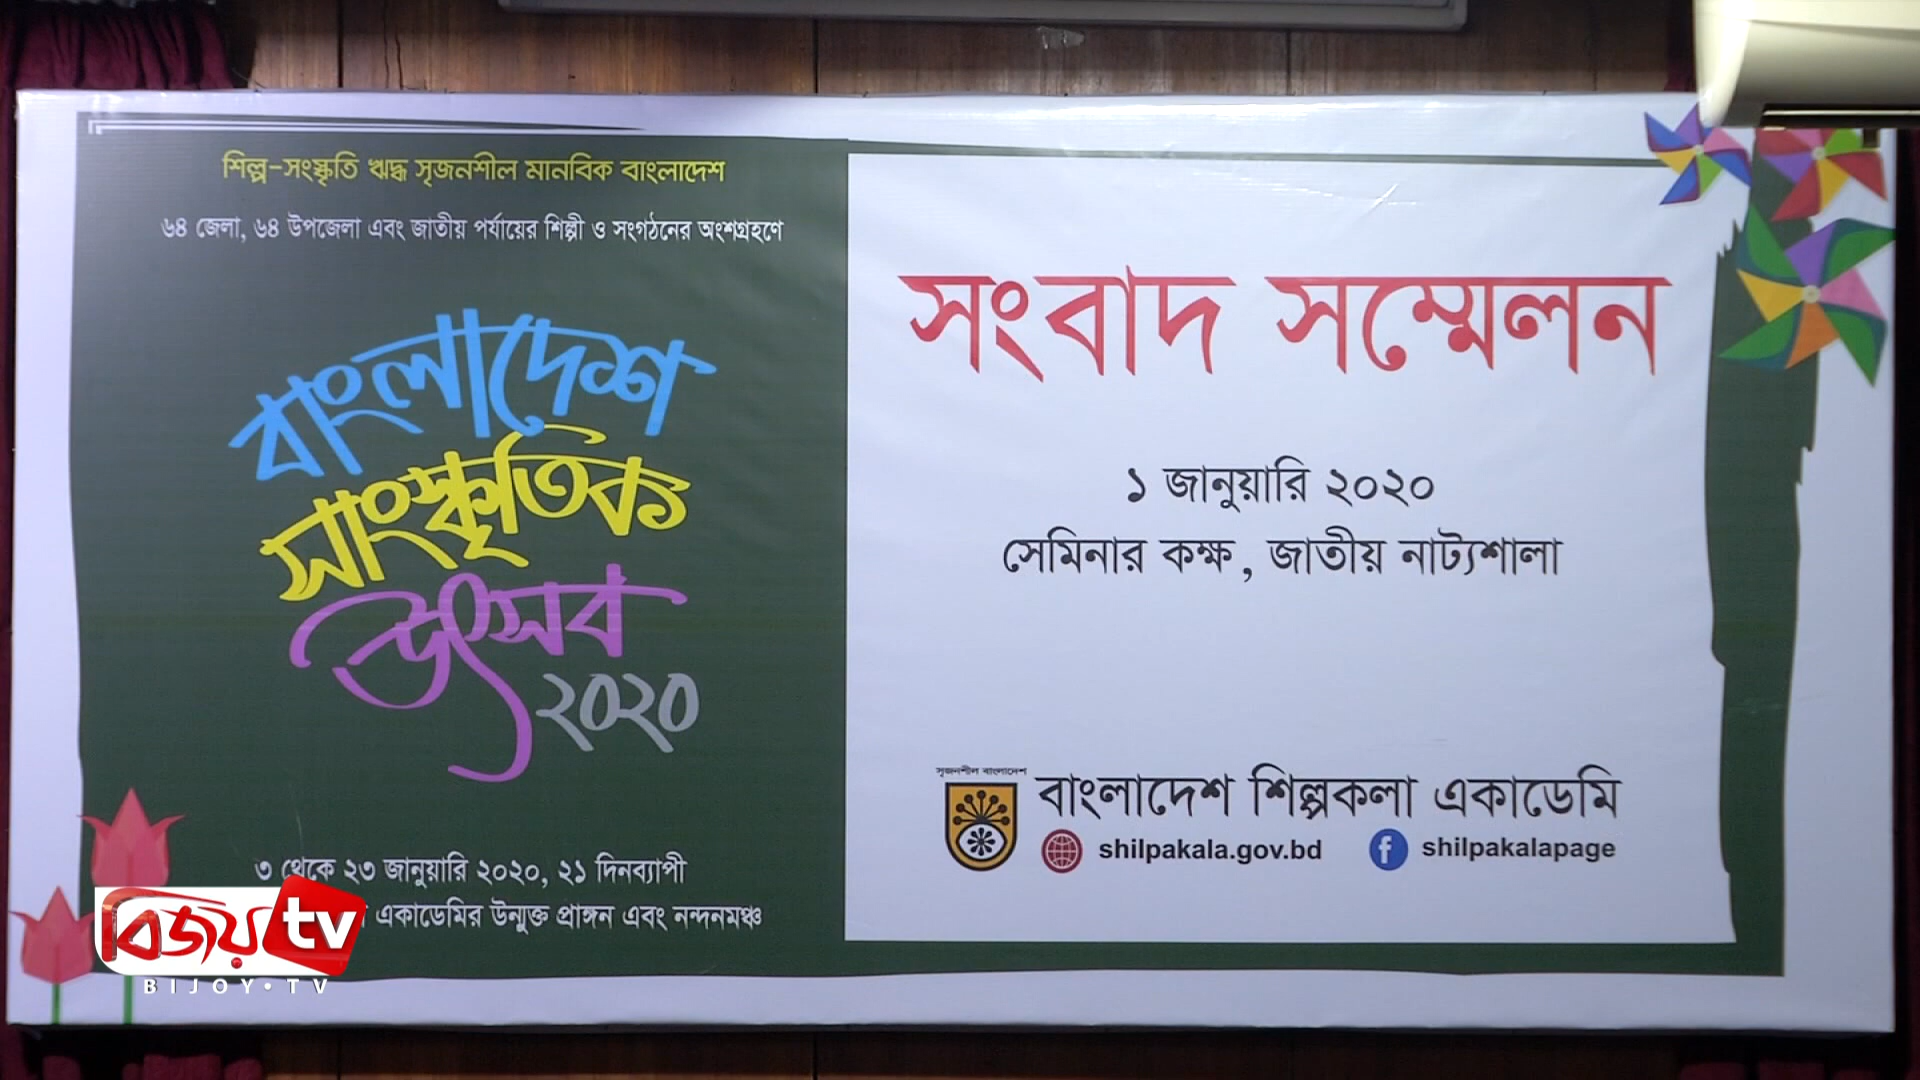 শিল্প-সংস্কৃতি ঋদ্ধ সৃজনশীল মানবিক বাংলাদেশ
৬৪ জেলা, ৬৪ উপজেলা এবং জাতীয় পর্যায়ের শিল্পী ও সংগঠনের অংশগ্রহণে
বাংলাদেশ
সাংস্কৃতিক
উৎসব
২০২০
৩ থেকে ২৩ জানুয়ারি ২০২০, ২১ দিনব্যাপী
একাডেমির উন্মুক্ত প্রাঙ্গন এবং নন্দনমঞ্চ
সংবাদ সম্মেলন
১ জানুয়ারি ২০২০
সেমিনার কক্ষ, জাতীয় নাট্যশালা
সৃজনশীল বাংলাদেশ
বাংলাদেশ শিল্পকলা একাডেমি
shilpakala.gov.bd
shilpakalapage
বিজয় tv
BIJOY•TV